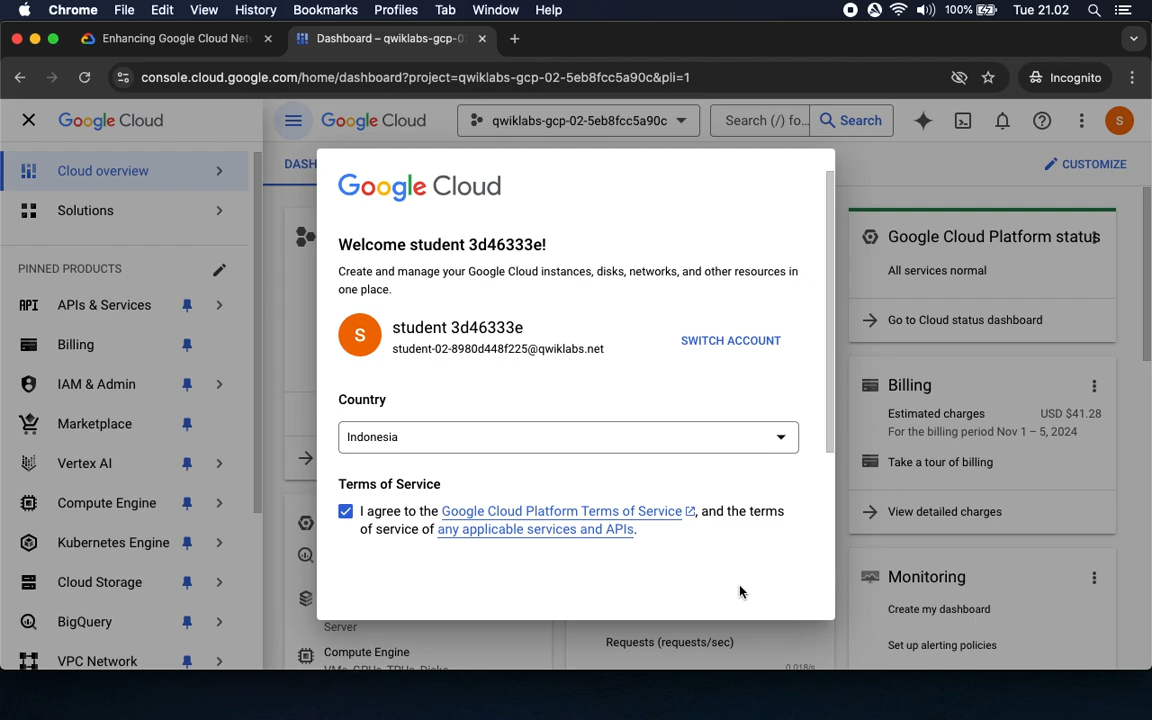 Chrome File Edit View History Bookmarks Profiles Tab Window Help 100% Tue 21.02
Enhancing Google Cloud Net
Dashboard – qwiklabs-gcp-0
console.cloud.google.com/home/dashboard?project=qwiklabs-gcp-02-5eb8fcc5a90c&pli=1
Incognito
Google Cloud
Google Cloud
qwiklabs-gcp-02-5eb8fcc5a90c
Search (/) fo...
Search
S
Cloud overview
Solutions
PINNED PRODUCTS
API APIs & Services
Billing
IAM & Admin
Marketplace
Vertex AI
Compute Engine
Kubernetes Engine
Cloud Storage
BigQuery
VPC Network
DASH
CUSTOMIZE
Google Cloud
Welcome student 3d46333e!
Create and manage your Google Cloud instances, disks, networks, and other resources in
one place.
S
student 3d46333e
student-02-8980d448f225@qwiklabs.net
SWITCH ACCOUNT
Country
Indonesia
Terms of Service
I agree to the Google Cloud Platform Terms of Service, and the terms
of service of any applicable services and APIs.
Server
Compute Engine
VMs, GPUs, TPUs, Disks
Requests (requests/sec)
0.018/s
Google Cloud Platform status
All services normal
Go to Cloud status dashboard
Billing
Estimated charges USD $41.28
For the billing period Nov 1 – 5, 2024
Take a tour of billing
View detailed charges
Monitoring
Create my dashboard
Set up alerting policies